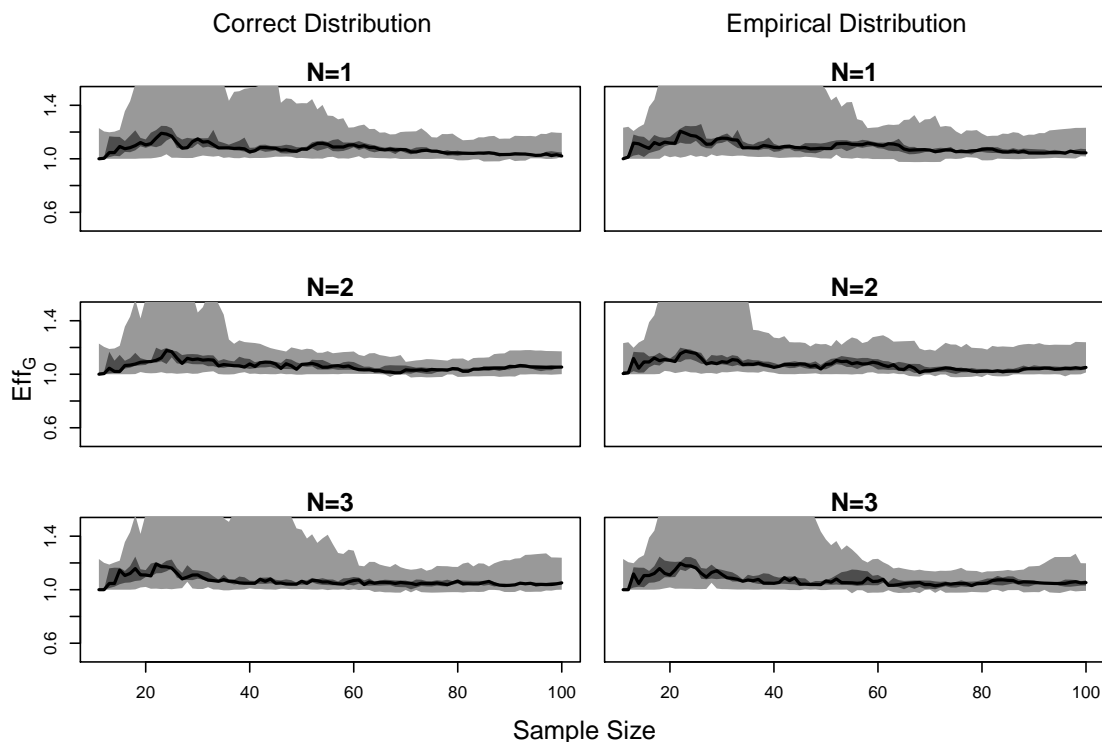 Correct Distribution Empirical Distribution
N=1 N=1
1.4
1.0
0.6
N=2 N=2
1.4
1.0
0.6
Eff_G
N=3 N=3
1.4
1.0
0.6
20 40 60 80 100 20 40 60 80 100
Sample Size